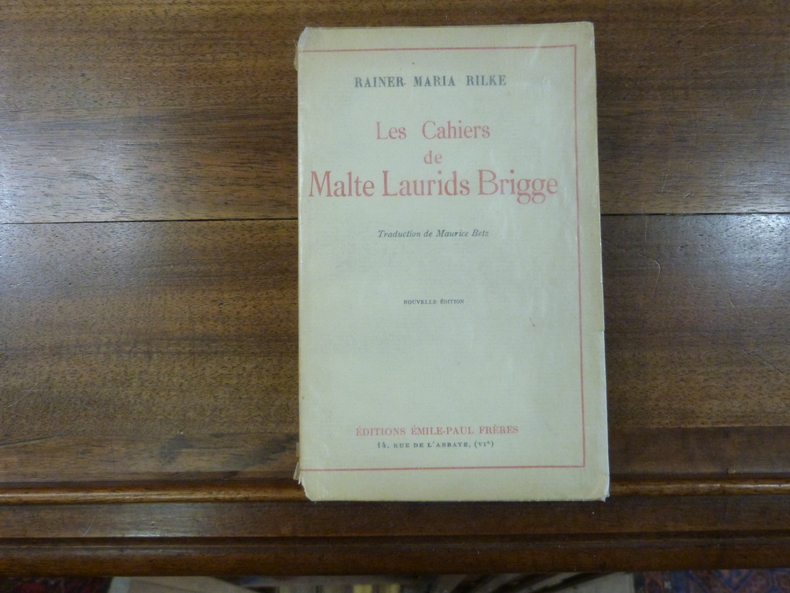 RAINER MARIA RILKE
Les Cahiers
de
Malte Laurids Brigge
Traduction de Maurice Betz
NOUVELLE ÉDITION
ÉDITIONS ÉMILE-PAUL FRÈRES
14, RUE DE L'ABBAYE, (VIe)